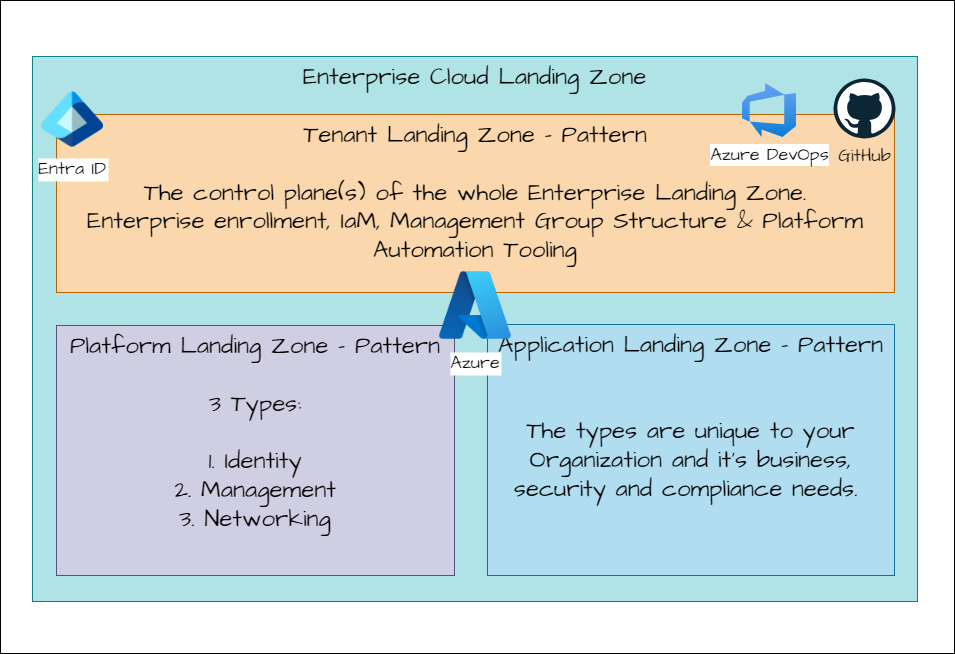 Enterprise Cloud Landing Zone
Tenant Landing Zone - Pattern
Entra ID
Azure DevOps
GitHub
The control plane(s) of the whole Enterprise Landing Zone.
Enterprise enrollment, IaM, Management Group Structure & Platform
Automation Tooling
Azure
Platform Landing Zone - Pattern
3 Types:
1. Identity
2. Management
3. Networking
Application Landing Zone - Pattern
The types are unique to your
Organization and it's business,
security and compliance needs.